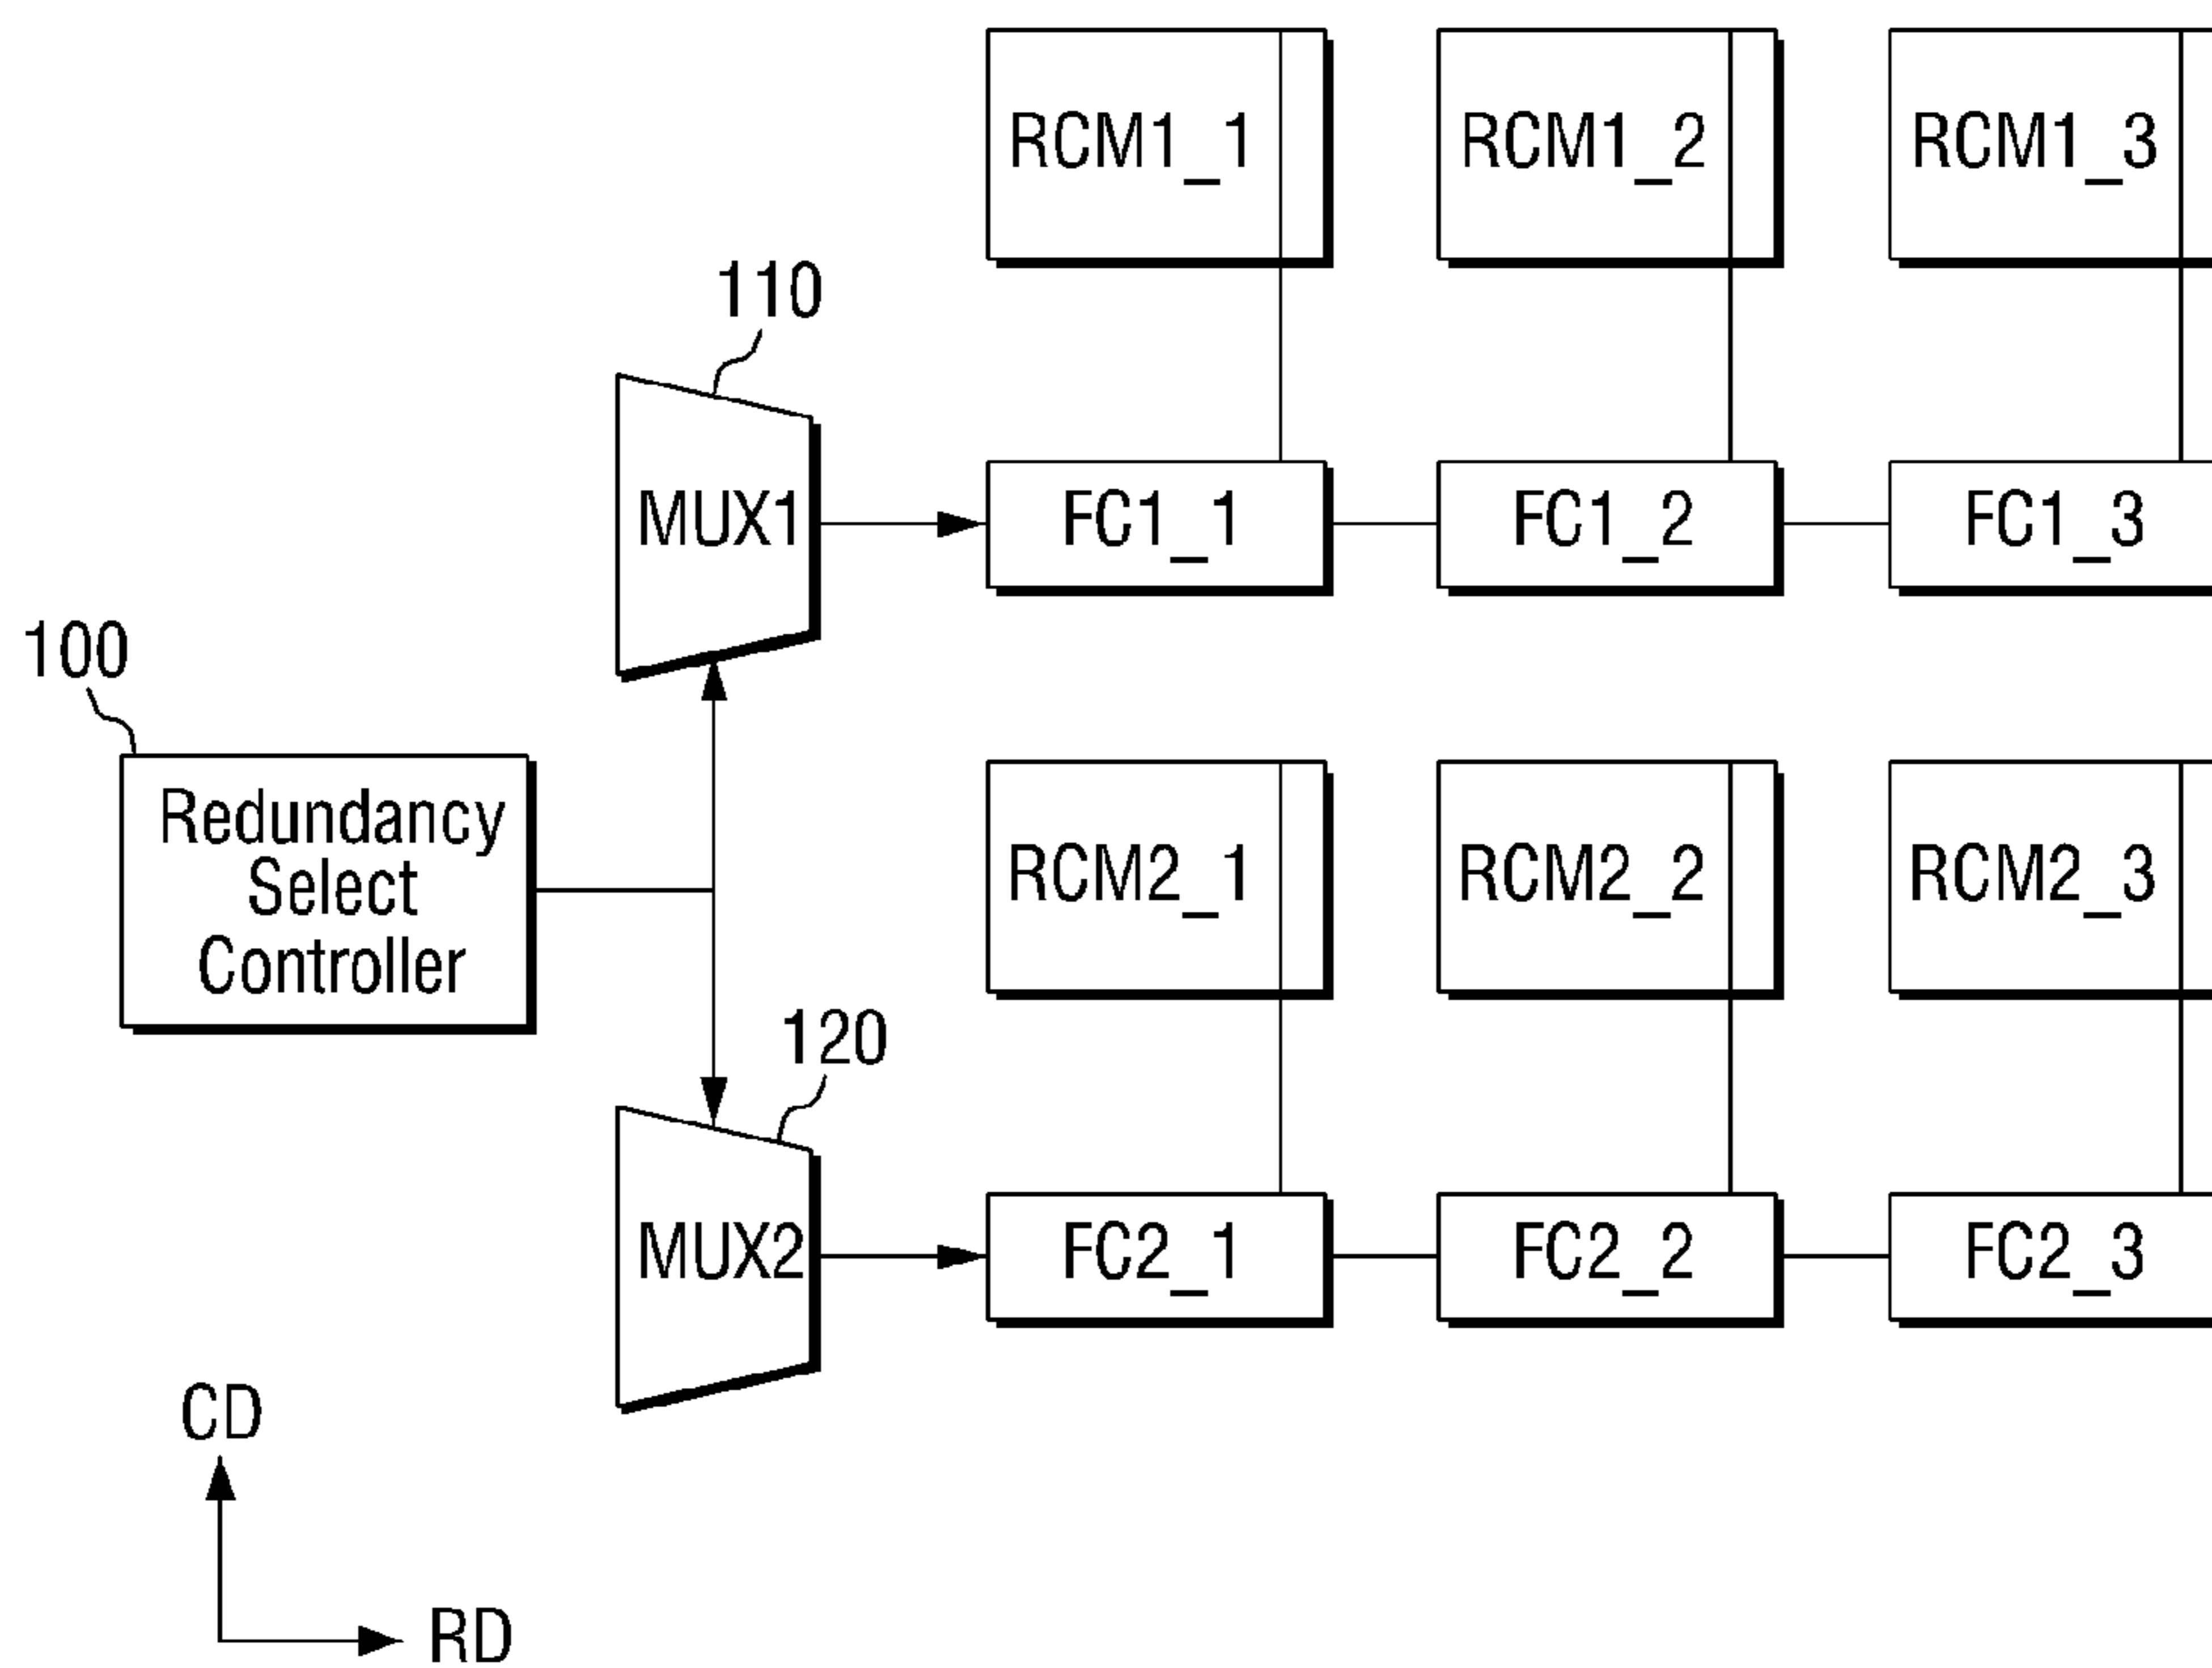 RCM1_1 RCM1_2 RCM1_3
110
MUX1 FC1_1 FC1_2 FC1_3
100
Redundancy
Select
Controller
RCM2_1 RCM2_2 RCM2_3
120
MUX2 FC2_1 FC2_2 FC2_3
CD
RD